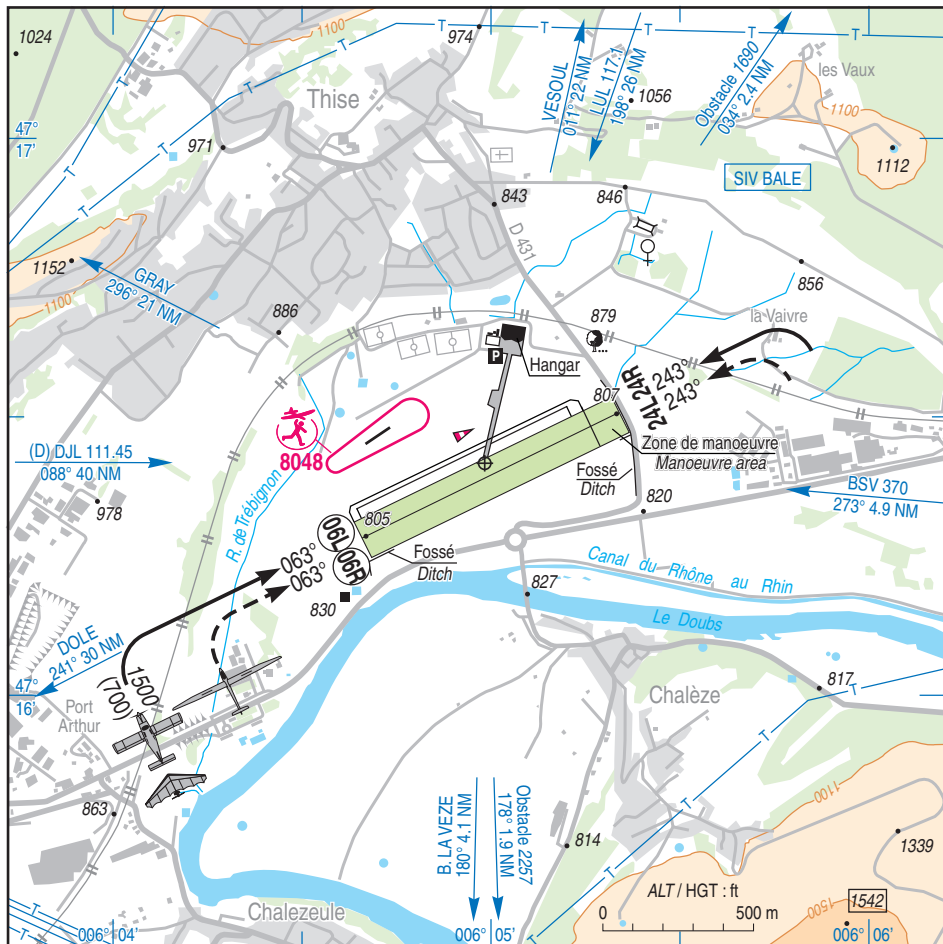 1024
1100
974
T
T
T
T
les Vaux
Thise
VESOUL
011° 22 NM
LUL 117.1
198° 26 NM
Obstacle 1690
034° 2.4 NM
1056
1100
47°
17'
971
T
1112
SIV BALE
843
846
D 431
1152
GRAY
296° 21 NM
1100
886
856
879
la Vaivre
P
Hangar
24L 24R
243°
243°
807
8048
Zone de manoeuvre
Manoeuvre area
(D) DJL 111.45
088° 40 NM
Fossé
Ditch
BSV 370
273° 4.9 NM
978
R. de Trébignon
805
820
06L 06R
063°
063°
Fossé
Ditch
Canal du Rhône au Rhin
830
827
Le Doubs
DOLE
241° 30 NM
1500
(700)
47°
16'
Port
Arthur
Chalèze
817
T
T
T
863
B. LA VEZE
180° 4.1 NM
Obstacle 2257
178° 1.9 NM
814
1100
1339
ALT / HGT : ft
0 500 m
1542
1500
Chalezeule
T
T
006° 04'
006° 05'
006° 06'